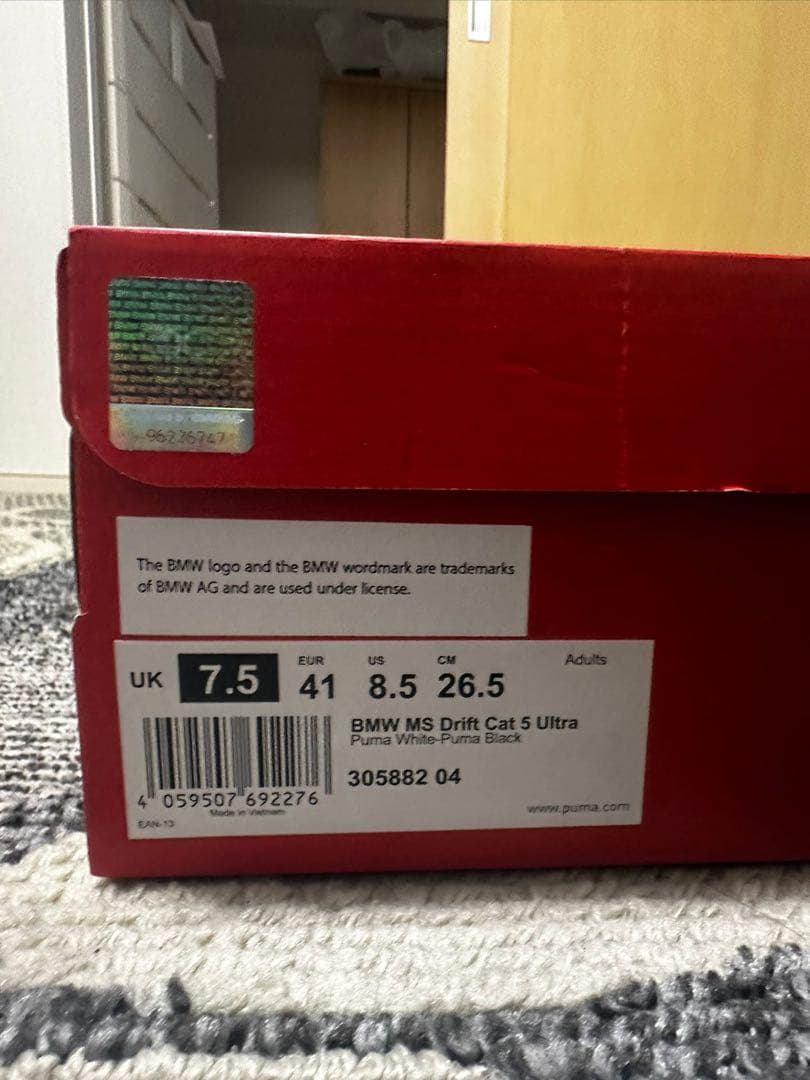 96236747
The BMW logo and the BMW wordmark are trademarks
of BMW AG and are used under license.
UK 7.5 EUR 41 US 8.5 CM 26.5 Adults
BMW MS Drift Cat 5 Ultra
Puma White-Puma Black
305882 04
4 059507 692276
Made in Vietnam
EAN-13
www.puma.com